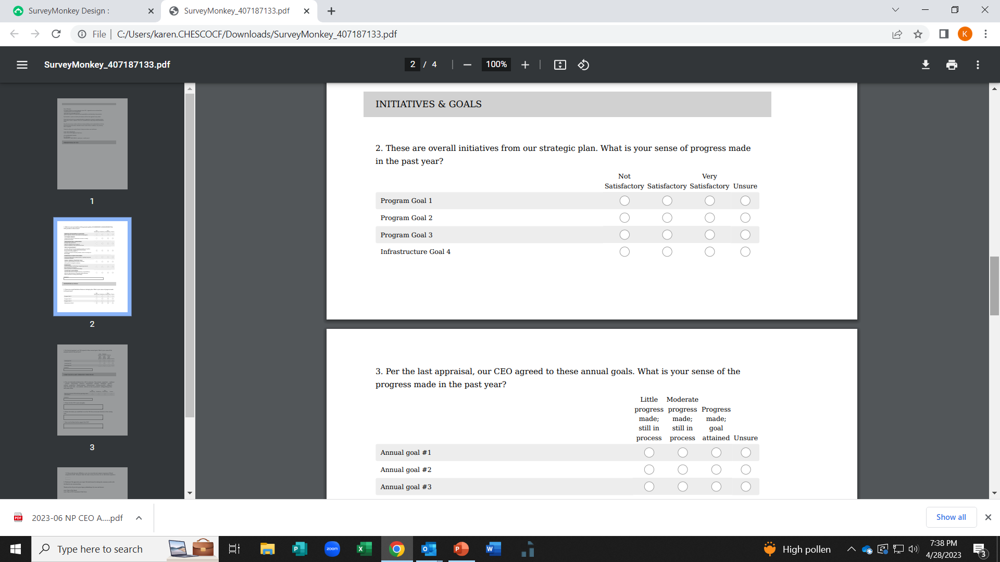 SurveyMonkey Design :
SurveyMonkey_407187133.pdf
File
C:/Users/karen.CHESCOCF/Downloads/SurveyMonkey_407187133.pdf
K
SurveyMonkey_407187133.pdf
2 / 4
100%
INITIATIVES & GOALS
2. These are overall initiatives from our strategic plan. What is your sense of progress made
in the past year?
Not Very
Satisfactory Satisfactory Satisfactory Unsure
Program Goal 1
Program Goal 2
Program Goal 3
Infrastructure Goal 4
3. Per the last appraisal, our CEO agreed to these annual goals. What is your sense of the
progress made in the past year?
Little Moderate
progress progress Progress
made; made; made;
still in still in goal
process process attained Unsure
Annual goal #1
Annual goal #2
Annual goal #3
1
2
3
PDF
2023-06 NP CEO A....pdf
Show all
Type here to search
P
zoom
X
O
P
W
High pollen
7:38 PM
4/28/2023
3